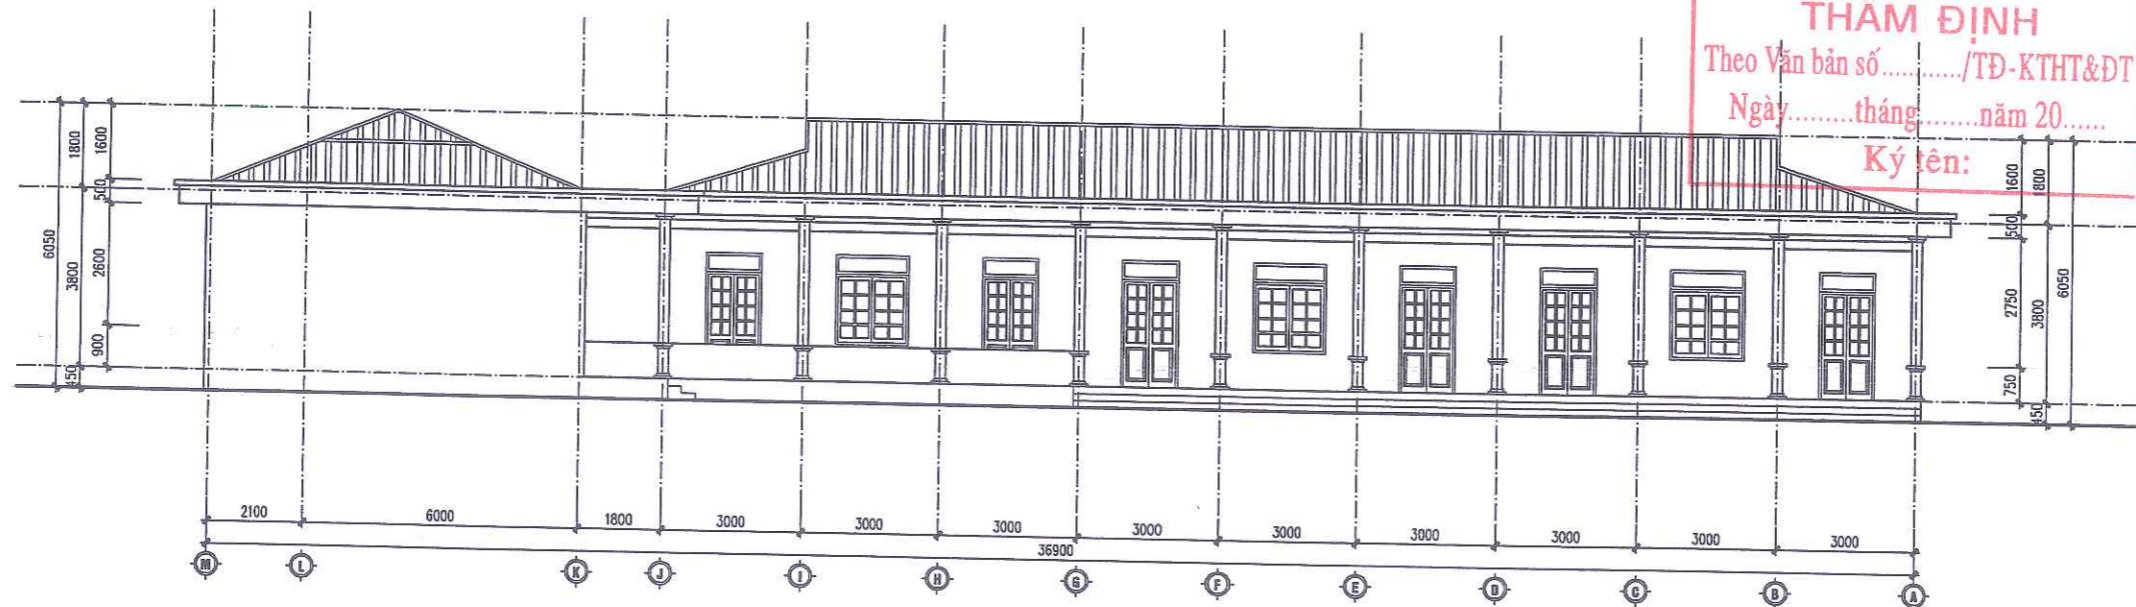 THẨM ĐỊNH
Theo Văn bản số............/TĐ-KTHT&ĐT
Ngày..........tháng.........năm 20......
Ký tên:
1800
1600
500
6050
3800
2600
900
450
1600
1800
500
2750
3800
6050
750
450
2100
6000
1800
3000
3000
3000
3000
3000
3000
3000
3000
3000
36900
M
L
K
J
I
H
G
F
E
D
C
B
A